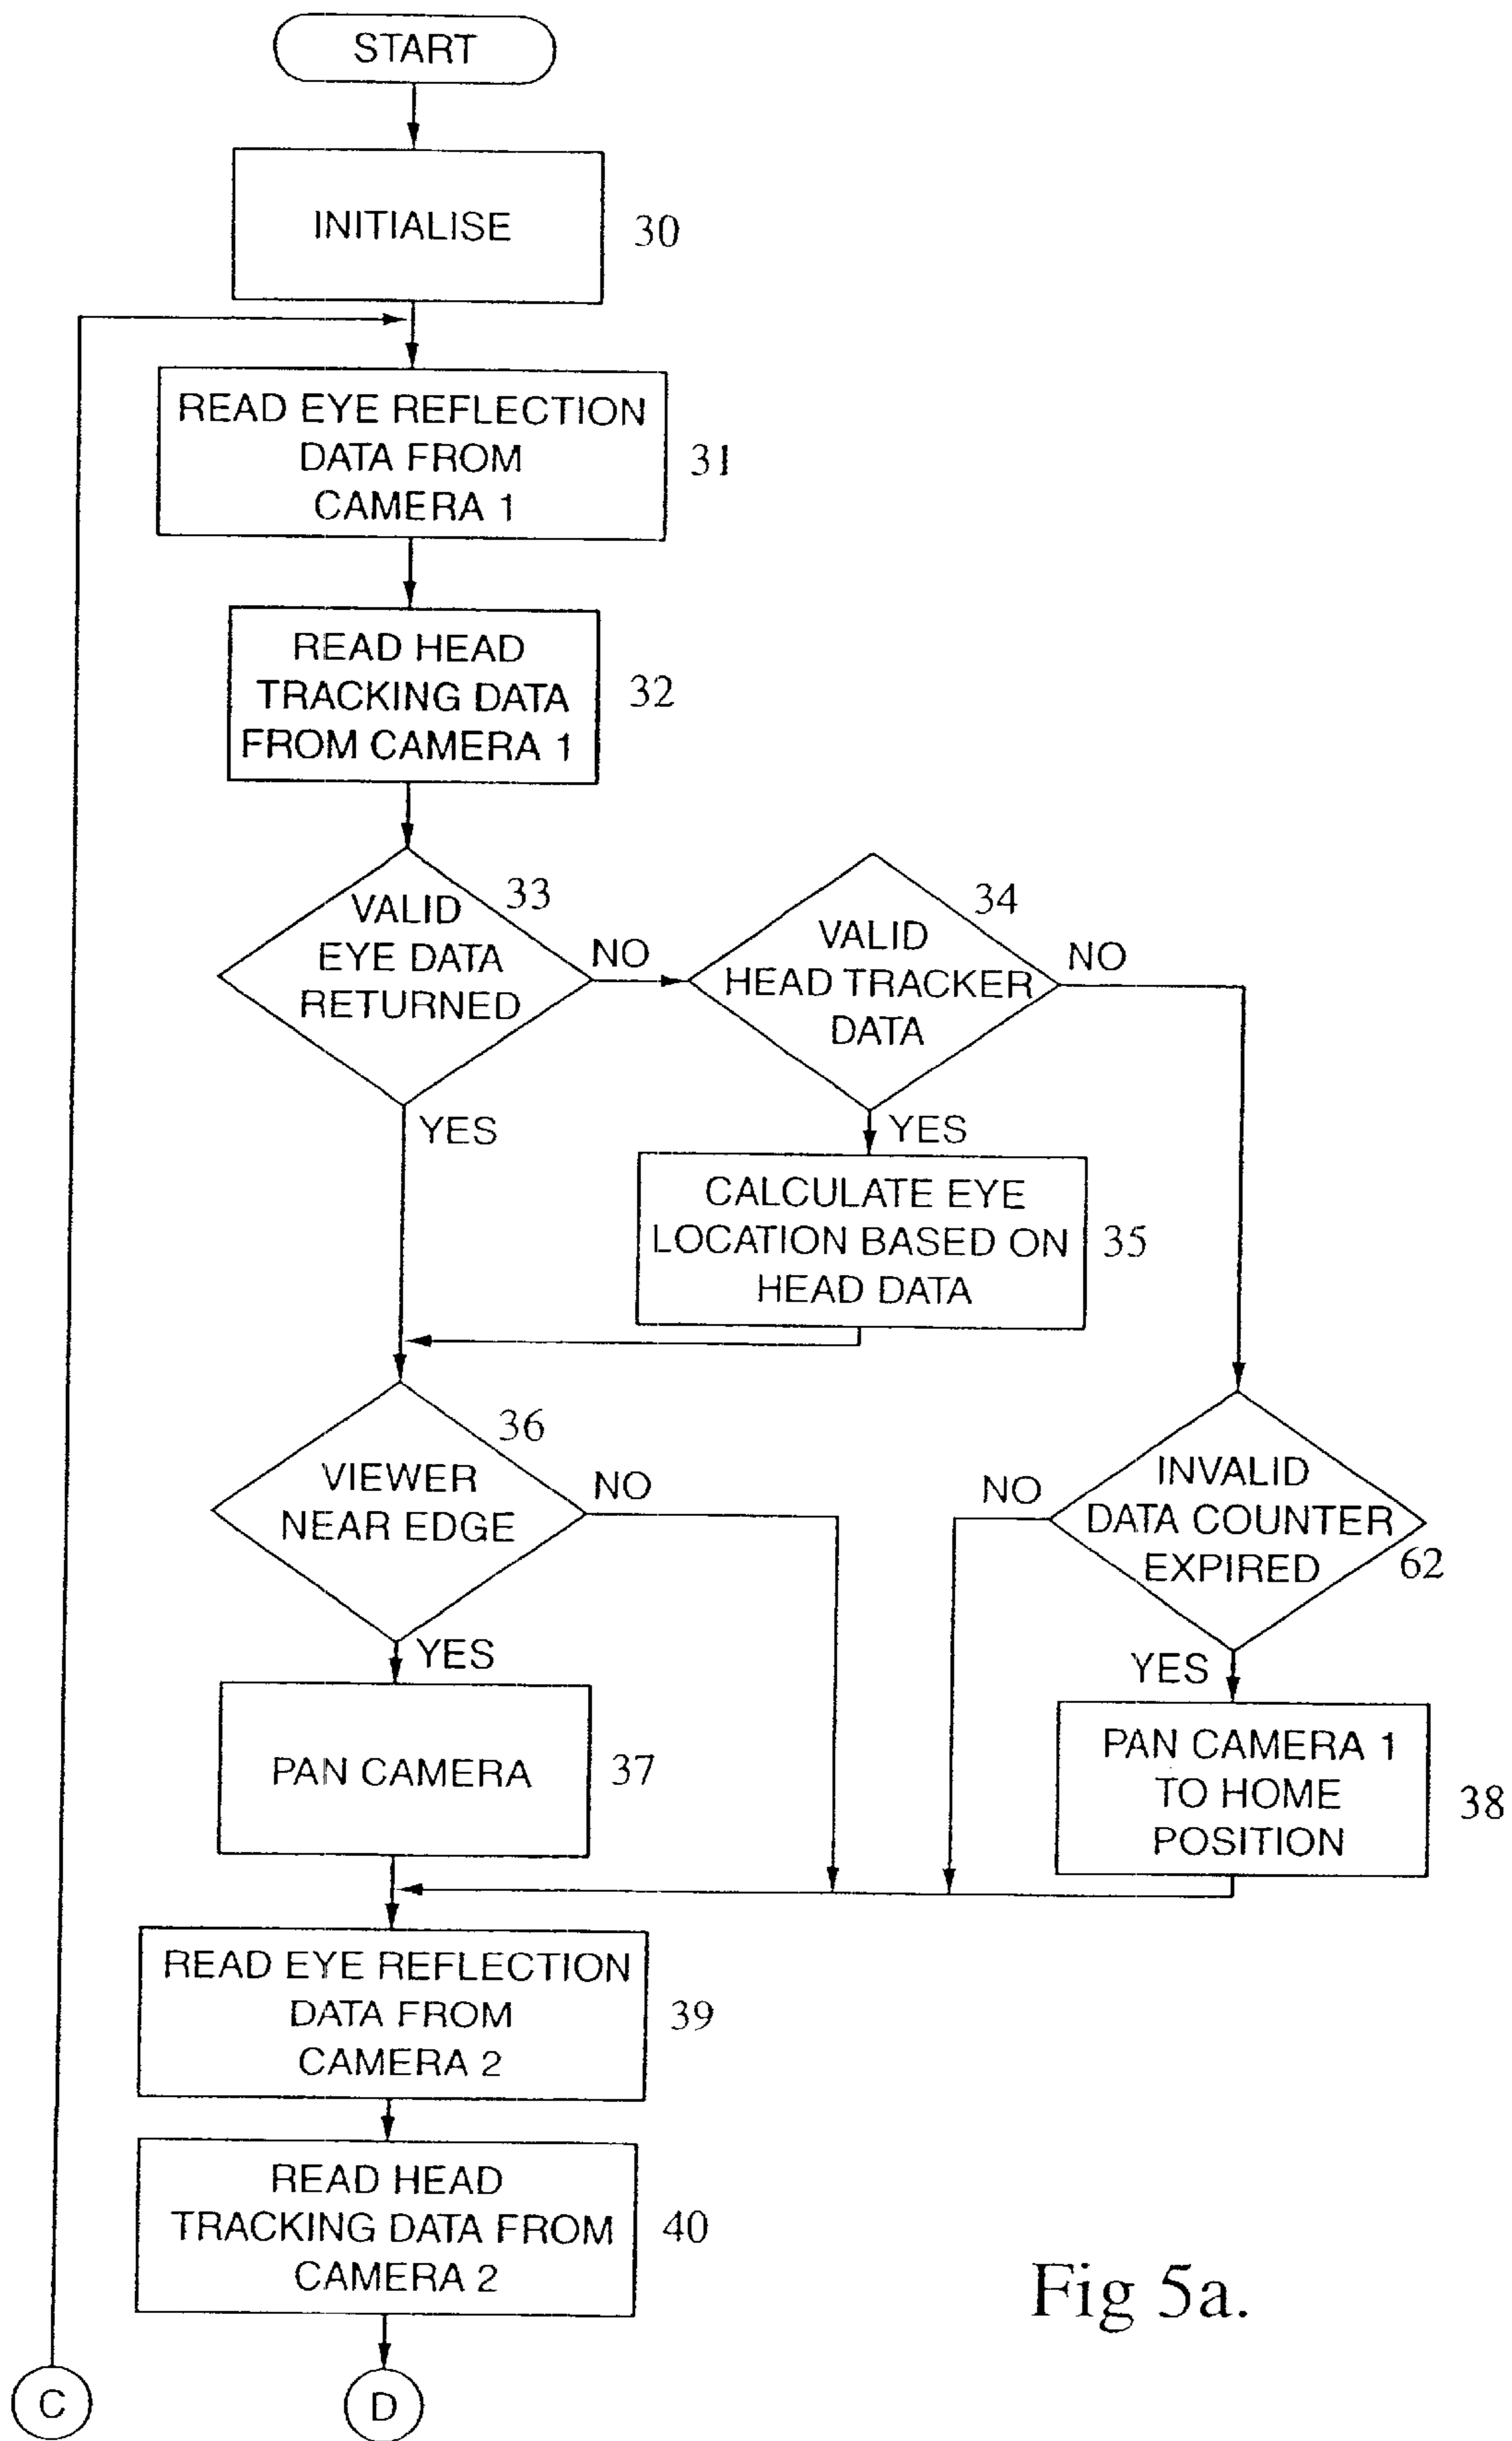 START
INITIALISE
30
READ EYE REFLECTION
DATA FROM
CAMERA 1
31
READ HEAD
TRACKING DATA
FROM CAMERA 1
32
VALID
EYE DATA
RETURNED
33
NO
YES
VALID
HEAD TRACKER
DATA
34
NO
YES
CALCULATE EYE
LOCATION BASED ON
HEAD DATA
35
VIEWER
NEAR EDGE
36
NO
YES
INVALID
DATA COUNTER
EXPIRED
62
NO
YES
PAN CAMERA
37
PAN CAMERA 1
TO HOME
POSITION
38
READ EYE REFLECTION
DATA FROM
CAMERA 2
39
READ HEAD
TRACKING DATA FROM
CAMERA 2
40
C
D
Fig 5a.